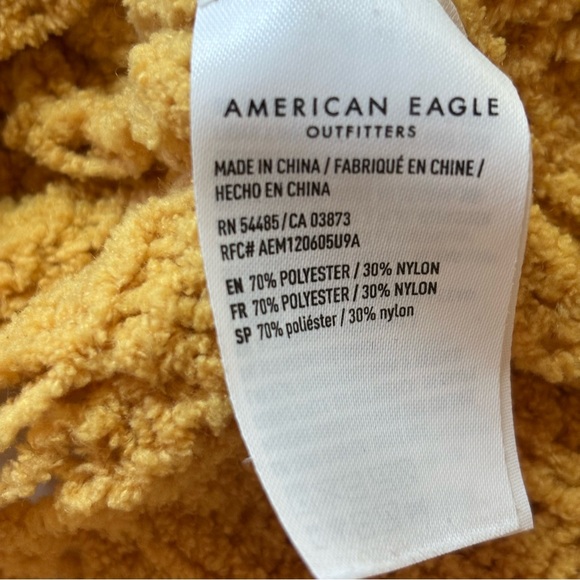 AMERICAN EAGLE
OUTFITTERS
MADE IN CHINA / FABRIQUÉ EN CHINE /
HECHO EN CHINA
RN 54485 / CA 03873
RFC# AEM120605U9A
EN 70% POLYESTER / 30% NYLON
FR 70% POLYESTER / 30% NYLON
SP 70% poliéster / 30% nylon